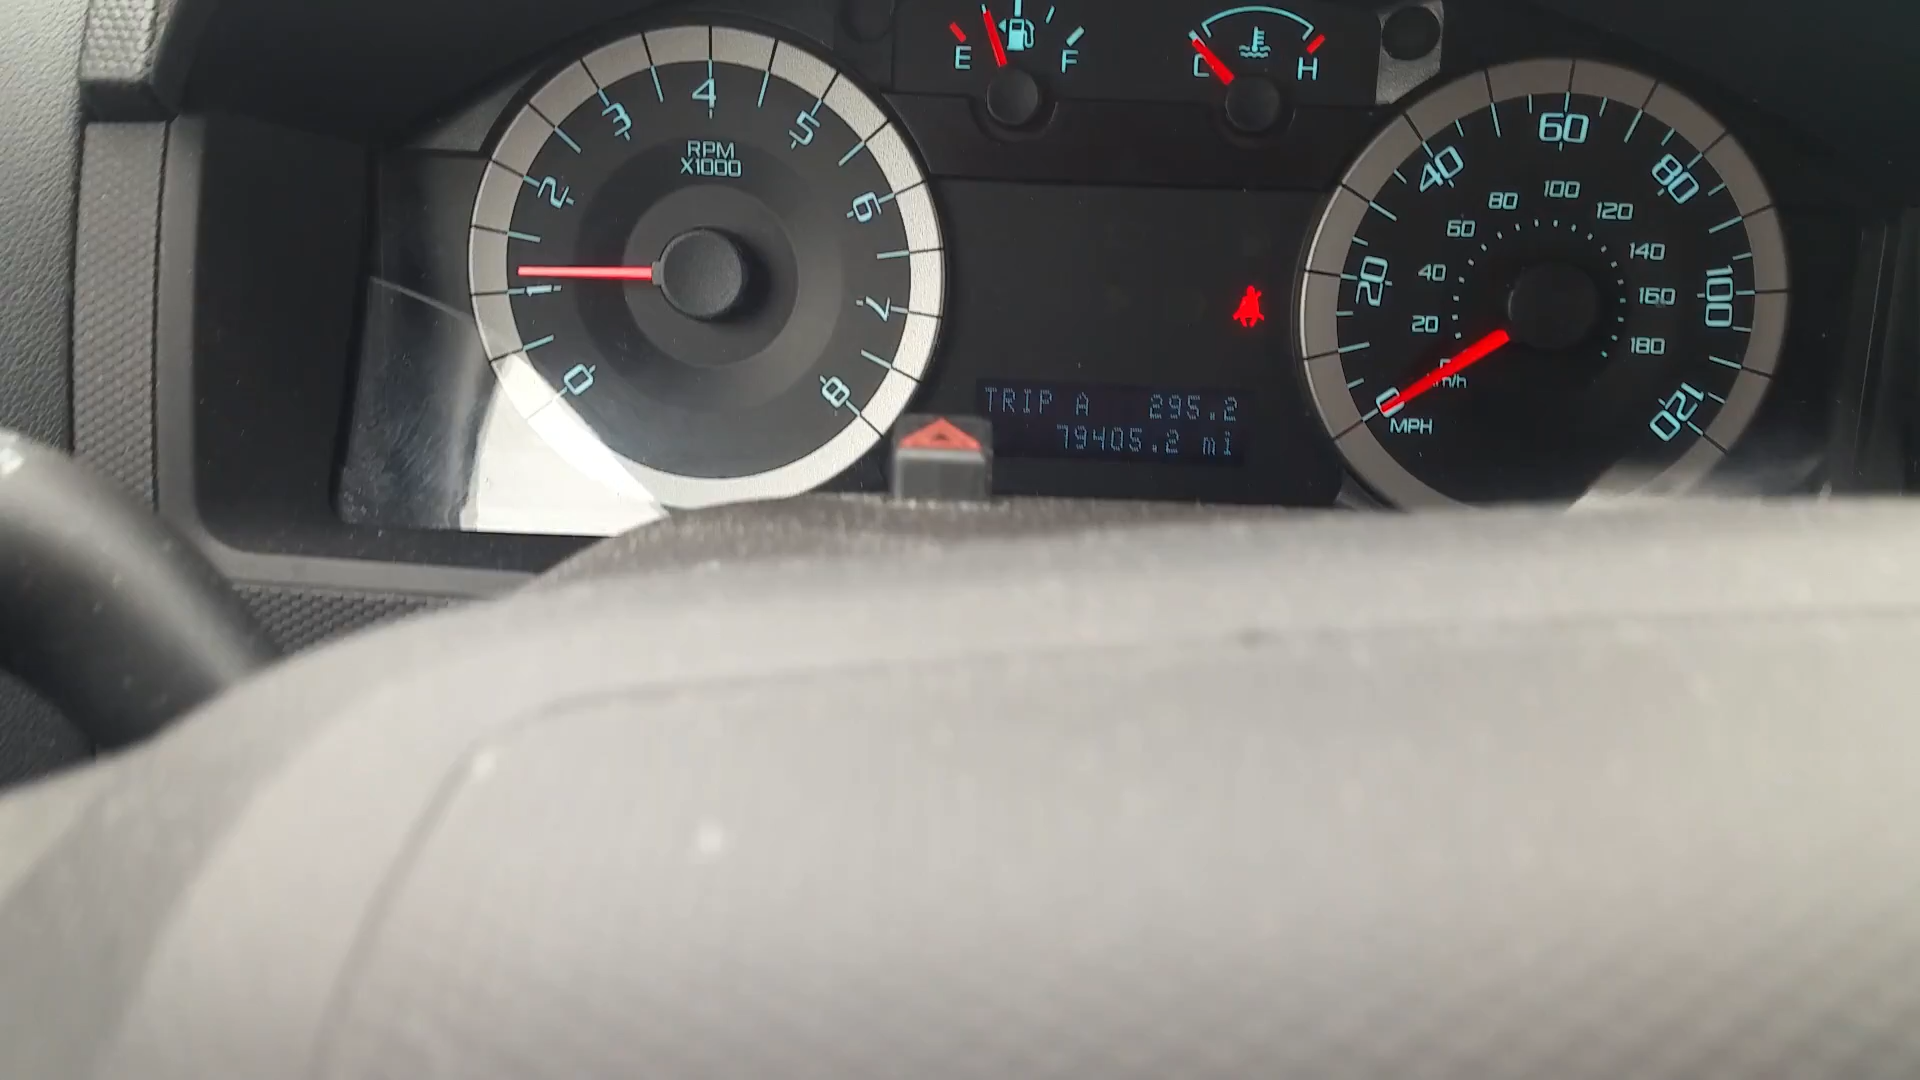 E F
C H
0 1 2 3 4 5 6 7 8
RPM
X1000
0 20 40 60 80 100 120
20 40 60 80 100 120 140 160 180
km/h
MPH
TRIP A 295.2
79405.2 mi